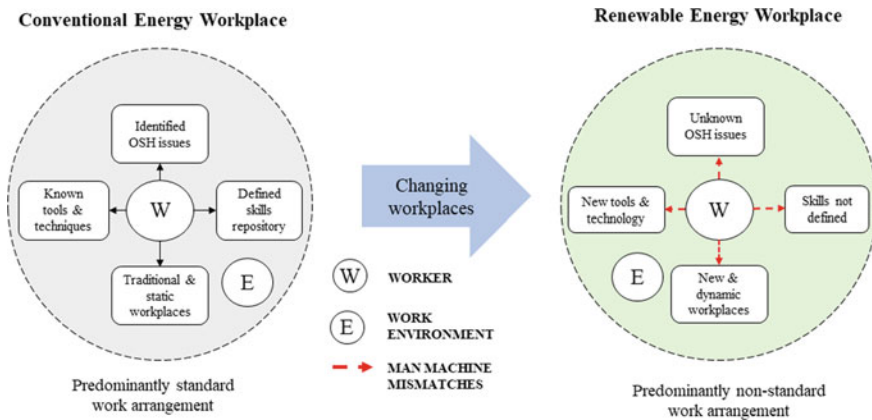 Conventional Energy Workplace
Identified
OSH issues
Known
tools &
techniques
W
Defined
skills
repository
Traditional &
static workplaces
E
Predominantly standard
work arrangement
Changing
workplaces
W
WORKER
E
WORK
ENVIRONMENT
MAN MACHINE
MISMATCHES
Renewable Energy Workplace
Unknown
OSH issues
New tools &
technology
W
Skills not
defined
E
New &
dynamic workplaces
Predominantly non-standard
work arrangement